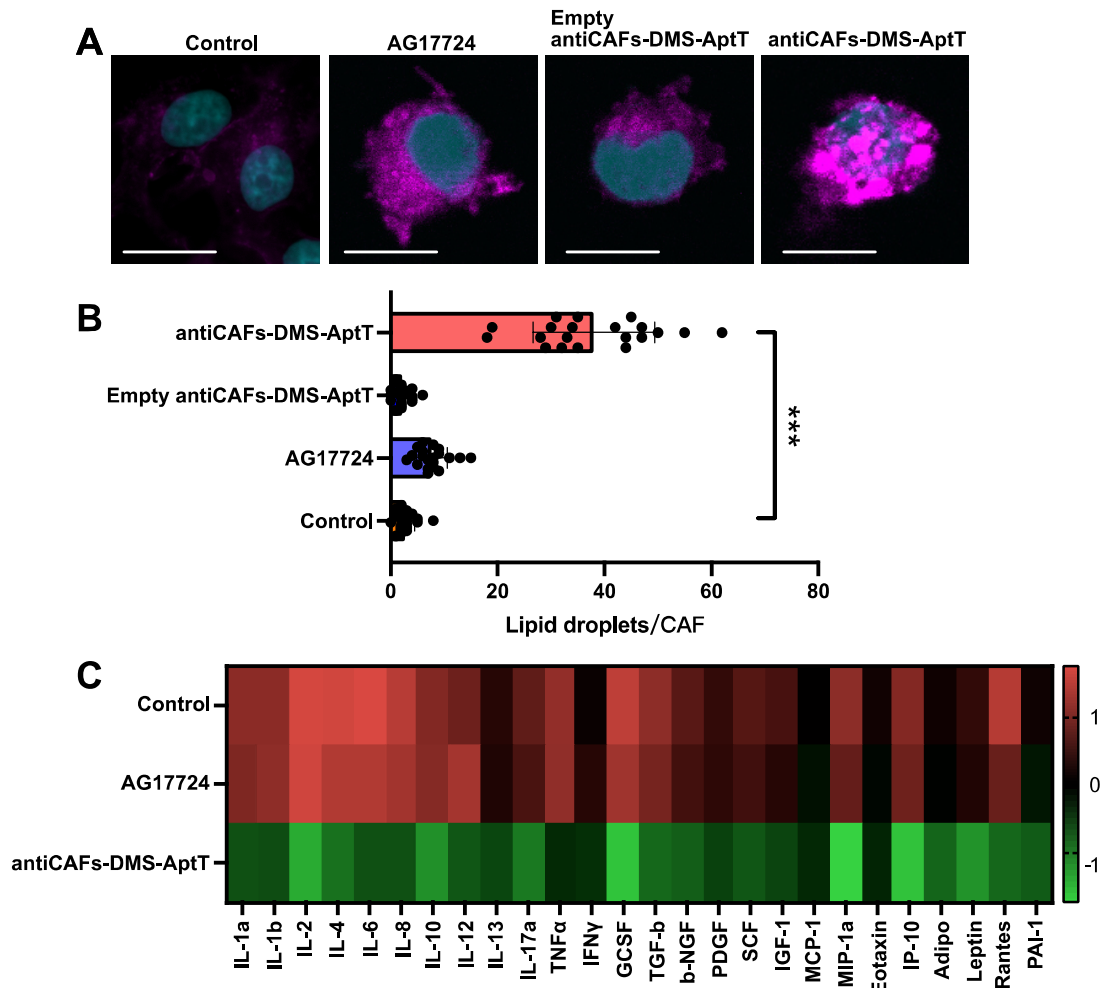 A
Control
AG17724
Empty
antiCAFs-DMS-AptT
antiCAFs-DMS-AptT
B
antiCAFs-DMS-AptT
Empty antiCAFs-DMS-AptT
AG17724
Control
***
0
20
40
60
80
Lipid droplets/CAF
C
Control
AG17724
antiCAFs-DMS-AptT
1
0
-1
IL-1a
IL-1b
IL-2
IL-4
IL-6
IL-8
IL-10
IL-12
IL-13
IL-17a
TNFα
IFNγ
GCSF
TGF-b
b-NGF
PDGF
SCF
IGF-1
MCP-1
MIP-1a
Eotaxin
IP-10
Adipo
Leptin
Rantes
PAI-1